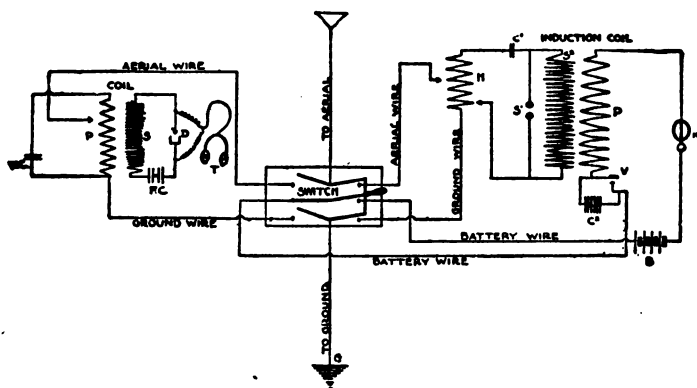 INDUCTION COIL
C'
S²
AERIAL WIRE
COIL
P
S
D
T
F.C
TO AERIAL
AERIAL WIRE
H
S'
P
K
GROUND WIRE
SWITCH
V
C²
GROUND WIRE
BATTERY WIRE
BATTERY WIRE
B
TO GROUND
G